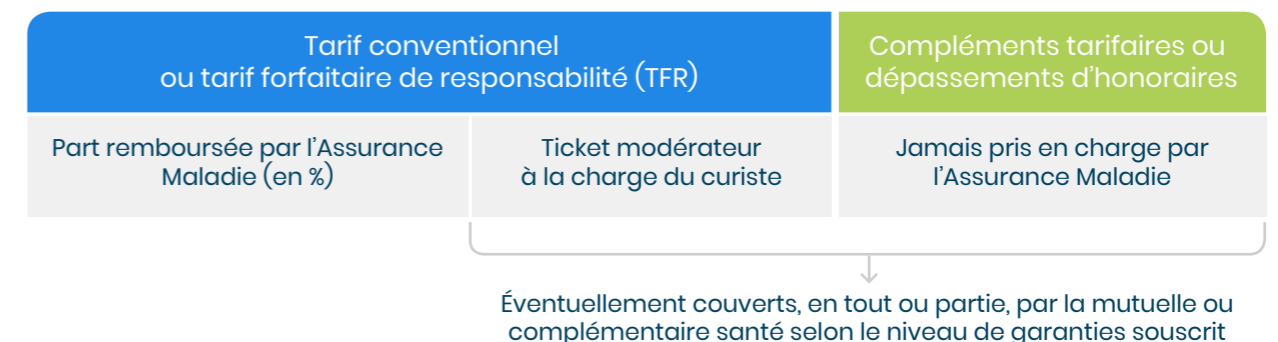 Tarif conventionnel
ou tarif forfaitaire de responsabilité (TFR)
Compléments tarifaires ou
dépassements d’honoraires
Part remboursée par l’Assurance
Maladie (en %)
Ticket modérateur
à la charge du curiste
Jamais pris en charge par
l’Assurance Maladie
Éventuellement couverts, en tout ou partie, par la mutuelle ou
complémentaire santé selon le niveau de garanties souscrit